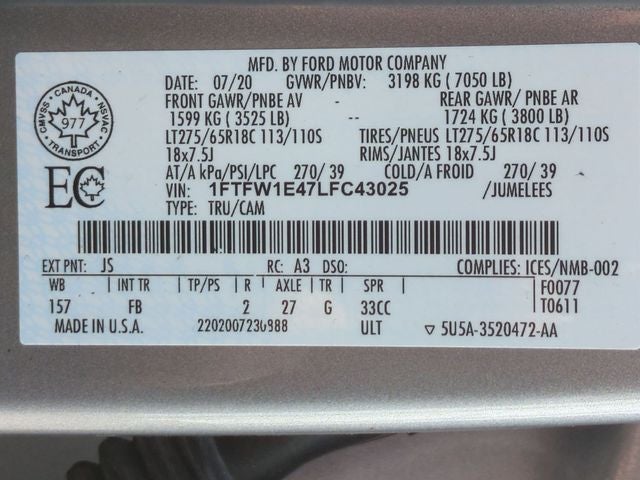 MFD. BY FORD MOTOR COMPANY
DATE: 07/20 GVWR/PNBV: 3198 KG ( 7050 LB)
FRONT GAWR/PNBE AV REAR GAWR/ PNBE AR
1599 KG ( 3525 LB) -- 1724 KG ( 3800 LB)
LT275/65R18C 113/110S TIRES/PNEUS LT275/65R18C 113/110S
18x7.5J RIMS/JANTES 18x7.5J
AT/A kPa/PSI/LPC 270/ 39 COLD/A FROID 270/ 39
VIN: 1FTFW1E47LFC43025 /JUMELEES
TYPE: TRU/CAM
CMVSS CANADA NSVAC
977
TRANSPORT
EC
EXT PNT: JS RC: A3 DSO: COMPLIES: ICES/NMB-002
WB INT TR TP/PS R AXLE TR SPR F0077
157 FB 2 27 G 33CC T0611
MADE IN U.S.A. 2202007230988 ULT ▽ 5U5A-3520472-AA